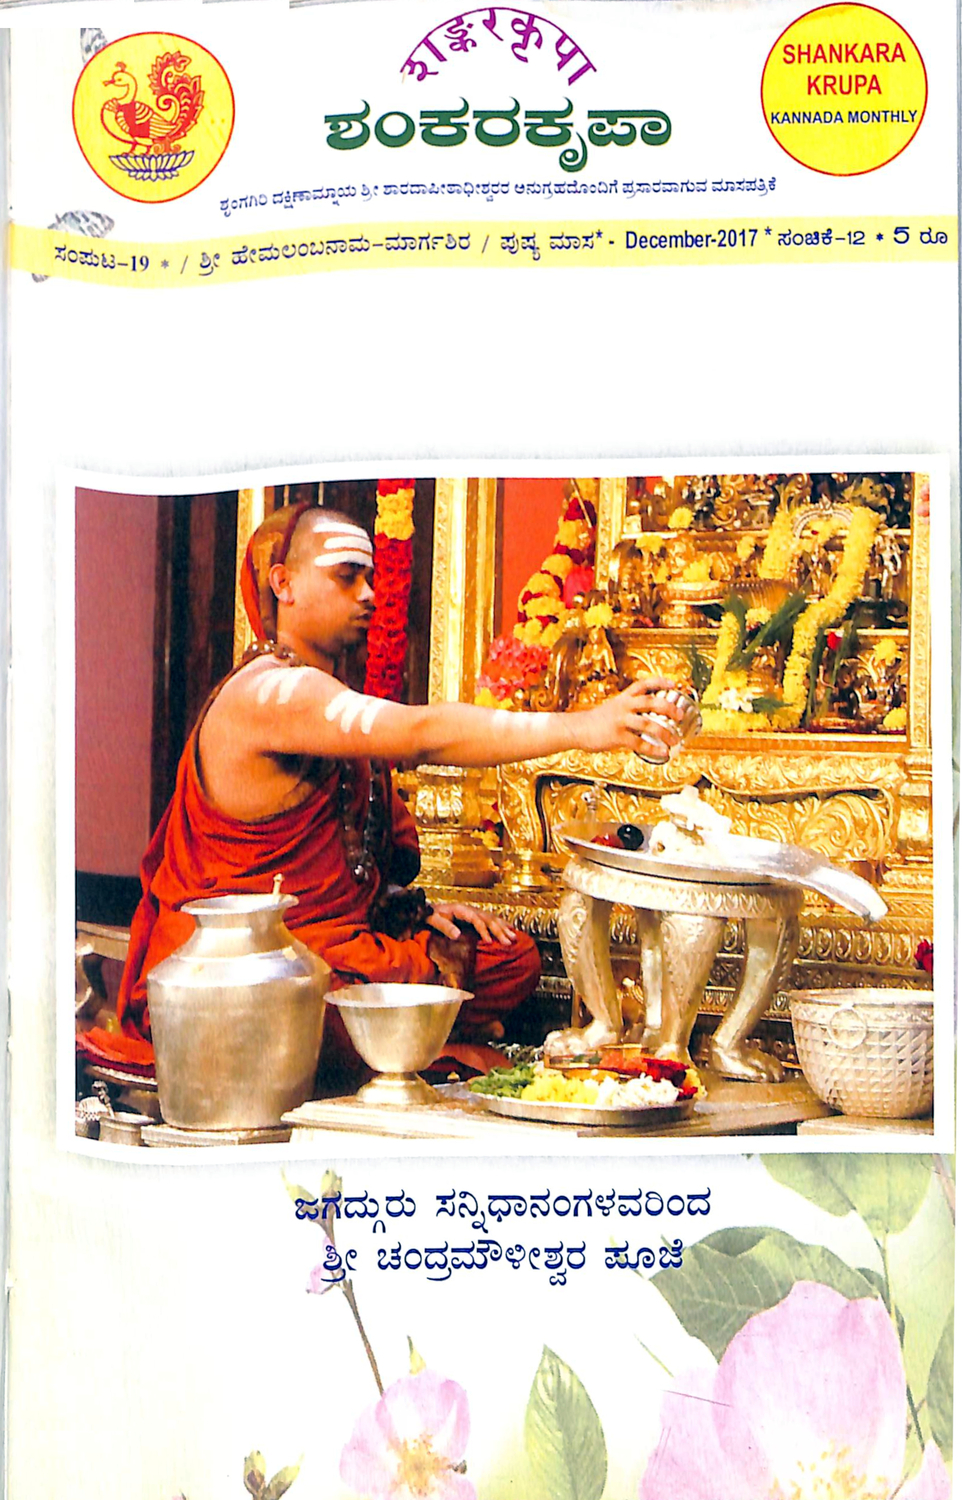 शाङ्करकृपा
ಶಂಕರಕೃಪಾ
SHANKARA
KRUPA
KANNADA MONTHLY
ಶೃಂಗಗಿರಿ ದಕ್ಷಿಣಾಮ್ನಾಯ ಶ್ರೀ ಶಾರದಾಪೀಠಾಧೀಶ್ವರರ ಅನುಗ್ರಹದೊಂದಿಗೆ ಪ್ರಸಾರವಾಗುವ ಮಾಸಪತ್ರಿಕೆ
ಸಂಪುಟ–19 * / ಶ್ರೀ ಹೇಮಲಂಬನಾಮ–ಮಾರ್ಗಶಿರ / ಪುಷ್ಯ ಮಾಸ* - December-2017 * ಸಂಚಿಕೆ–12 * 5 ರೂ
ಜಗದ್ಗುರು ಸನ್ನಿಧಾನಂಗಳವರಿಂದ
ಶ್ರೀ ಚಂದ್ರಮೌಳೀಶ್ವರ ಪೂಜೆ